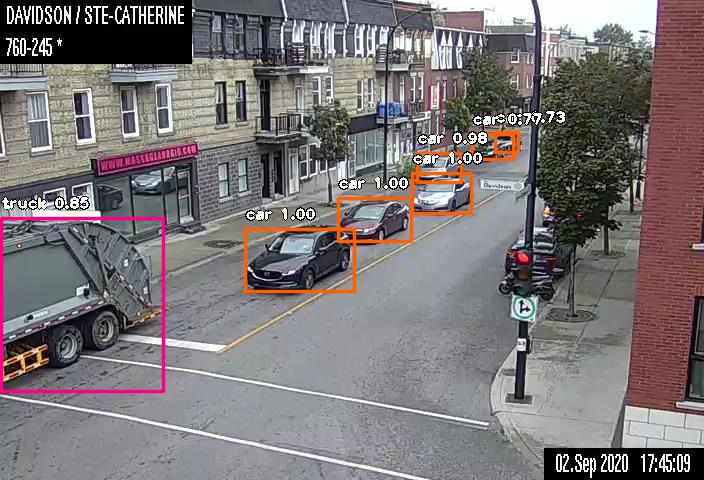 DAVIDSON / STE-CATHERINE
760-245 *
car 0.77
0.73
car 0.98
car 1.00
car 1.00
car 1.00
truck 0.85
WWW.MASSAGLADORIO.COM
Davidson
02.Sep 2020 17:45:09